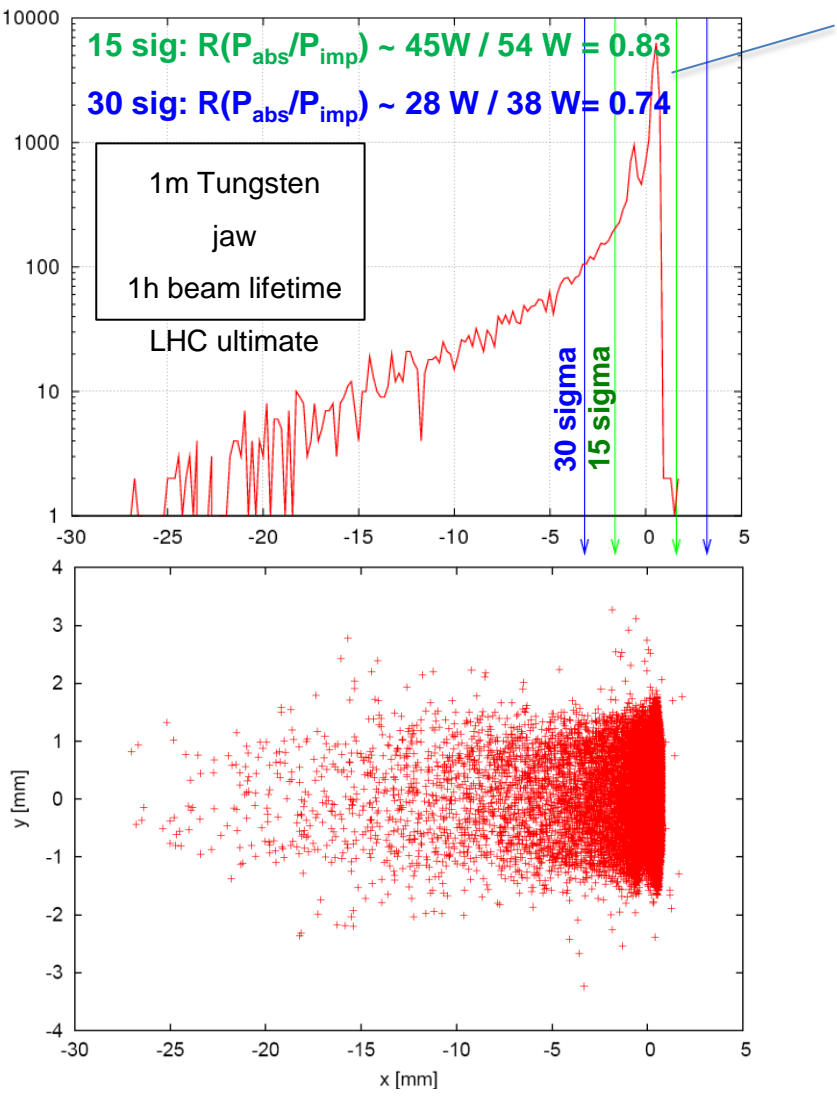 15 sig: R(Pabs/Pimp) ~ 45W / 54 W = 0.83
30 sig: R(Pabs/Pimp) ~ 28 W / 38 W= 0.74
1m Tungsten
jaw
1h beam lifetime
LHC ultimate
30 sigma
15 sigma
10000
1000
100
10
1
-30 -25 -20 -15 -10 -5 0 5
4
3
2
1
0
-1
-2
-3
-4
y [mm]
-30 -25 -20 -15 -10 -5 0 5
x [mm]